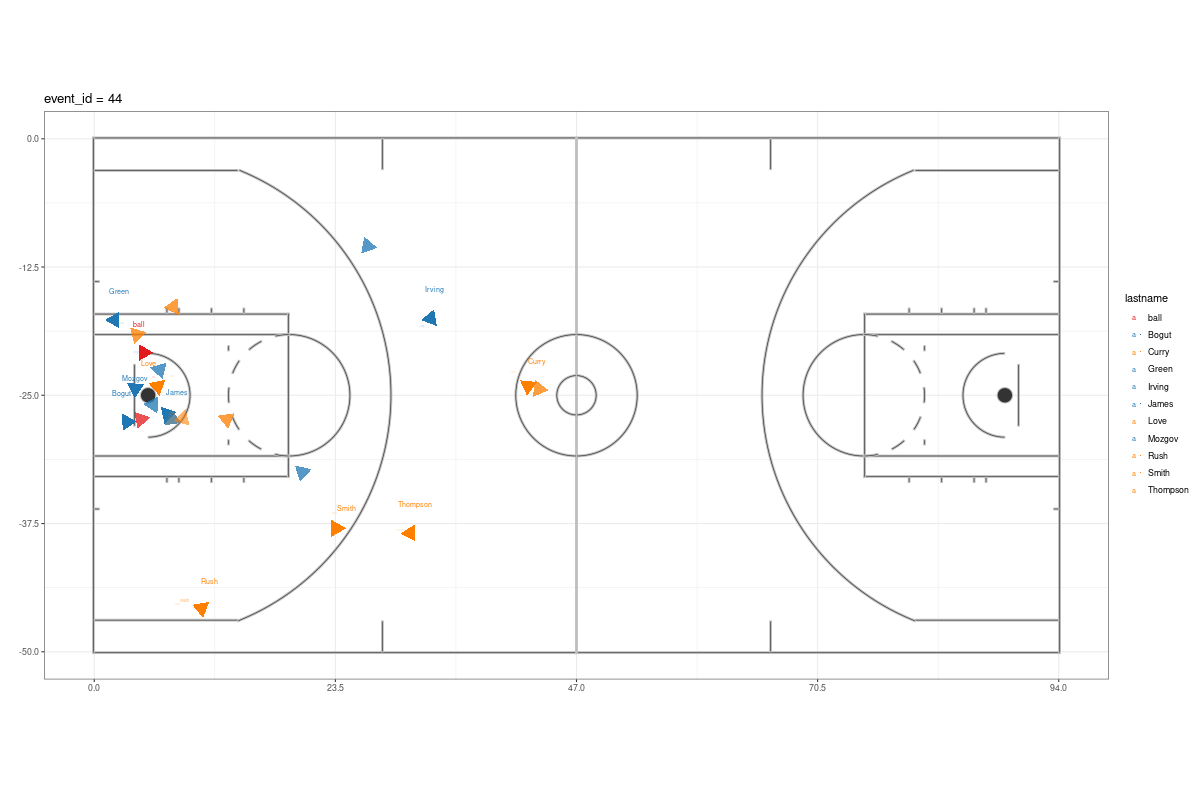 event_id = 44
0.0
-12.5
-25.0
-37.5
-50.0
0.0
23.5
47.0
70.5
94.0
Green
Irving
ball
Curry
Love
Mozgov
Bogut
James
Smith
Thompson
Rush
lastname
a ball
a Bogut
a Curry
a Green
a Irving
a James
a Love
a Mozgov
a Rush
a Smith
a Thompson